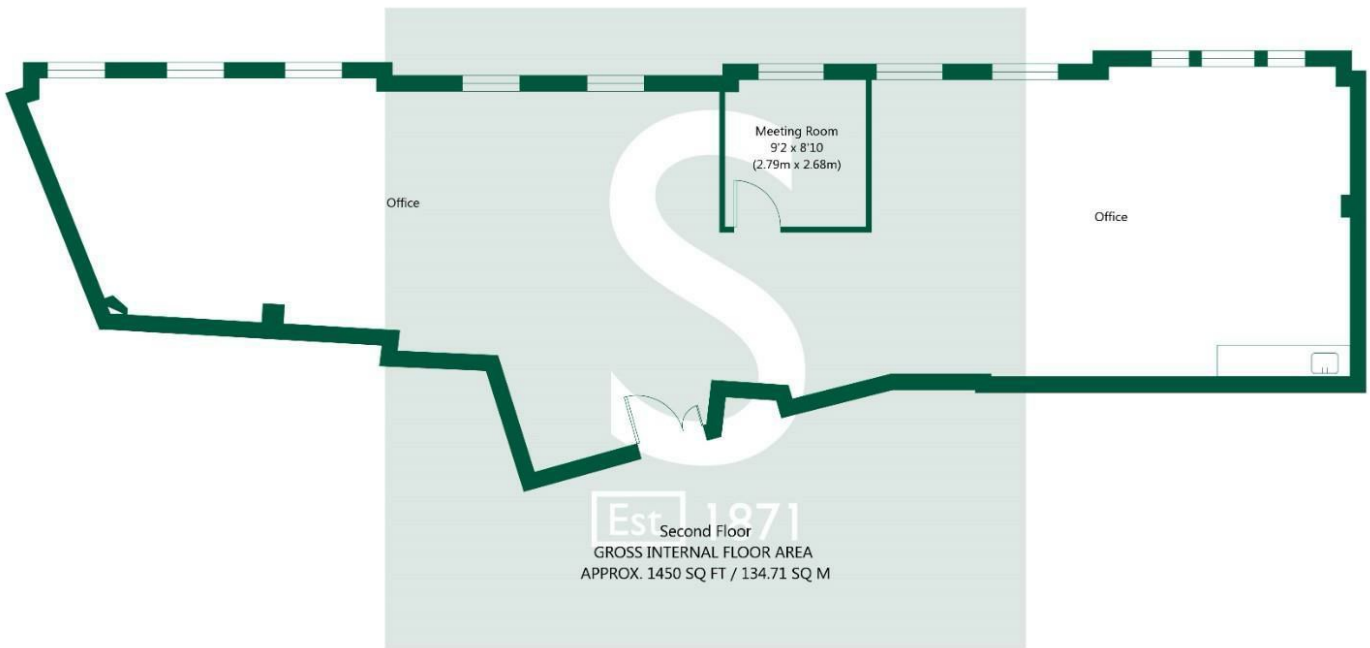 Meeting Room
9'2 x 8'10
(2.79m x 2.68m)
Office
Office
S
Est. 1871
Second Floor
GROSS INTERNAL FLOOR AREA
APPROX. 1450 SQ FT / 134.71 SQ M